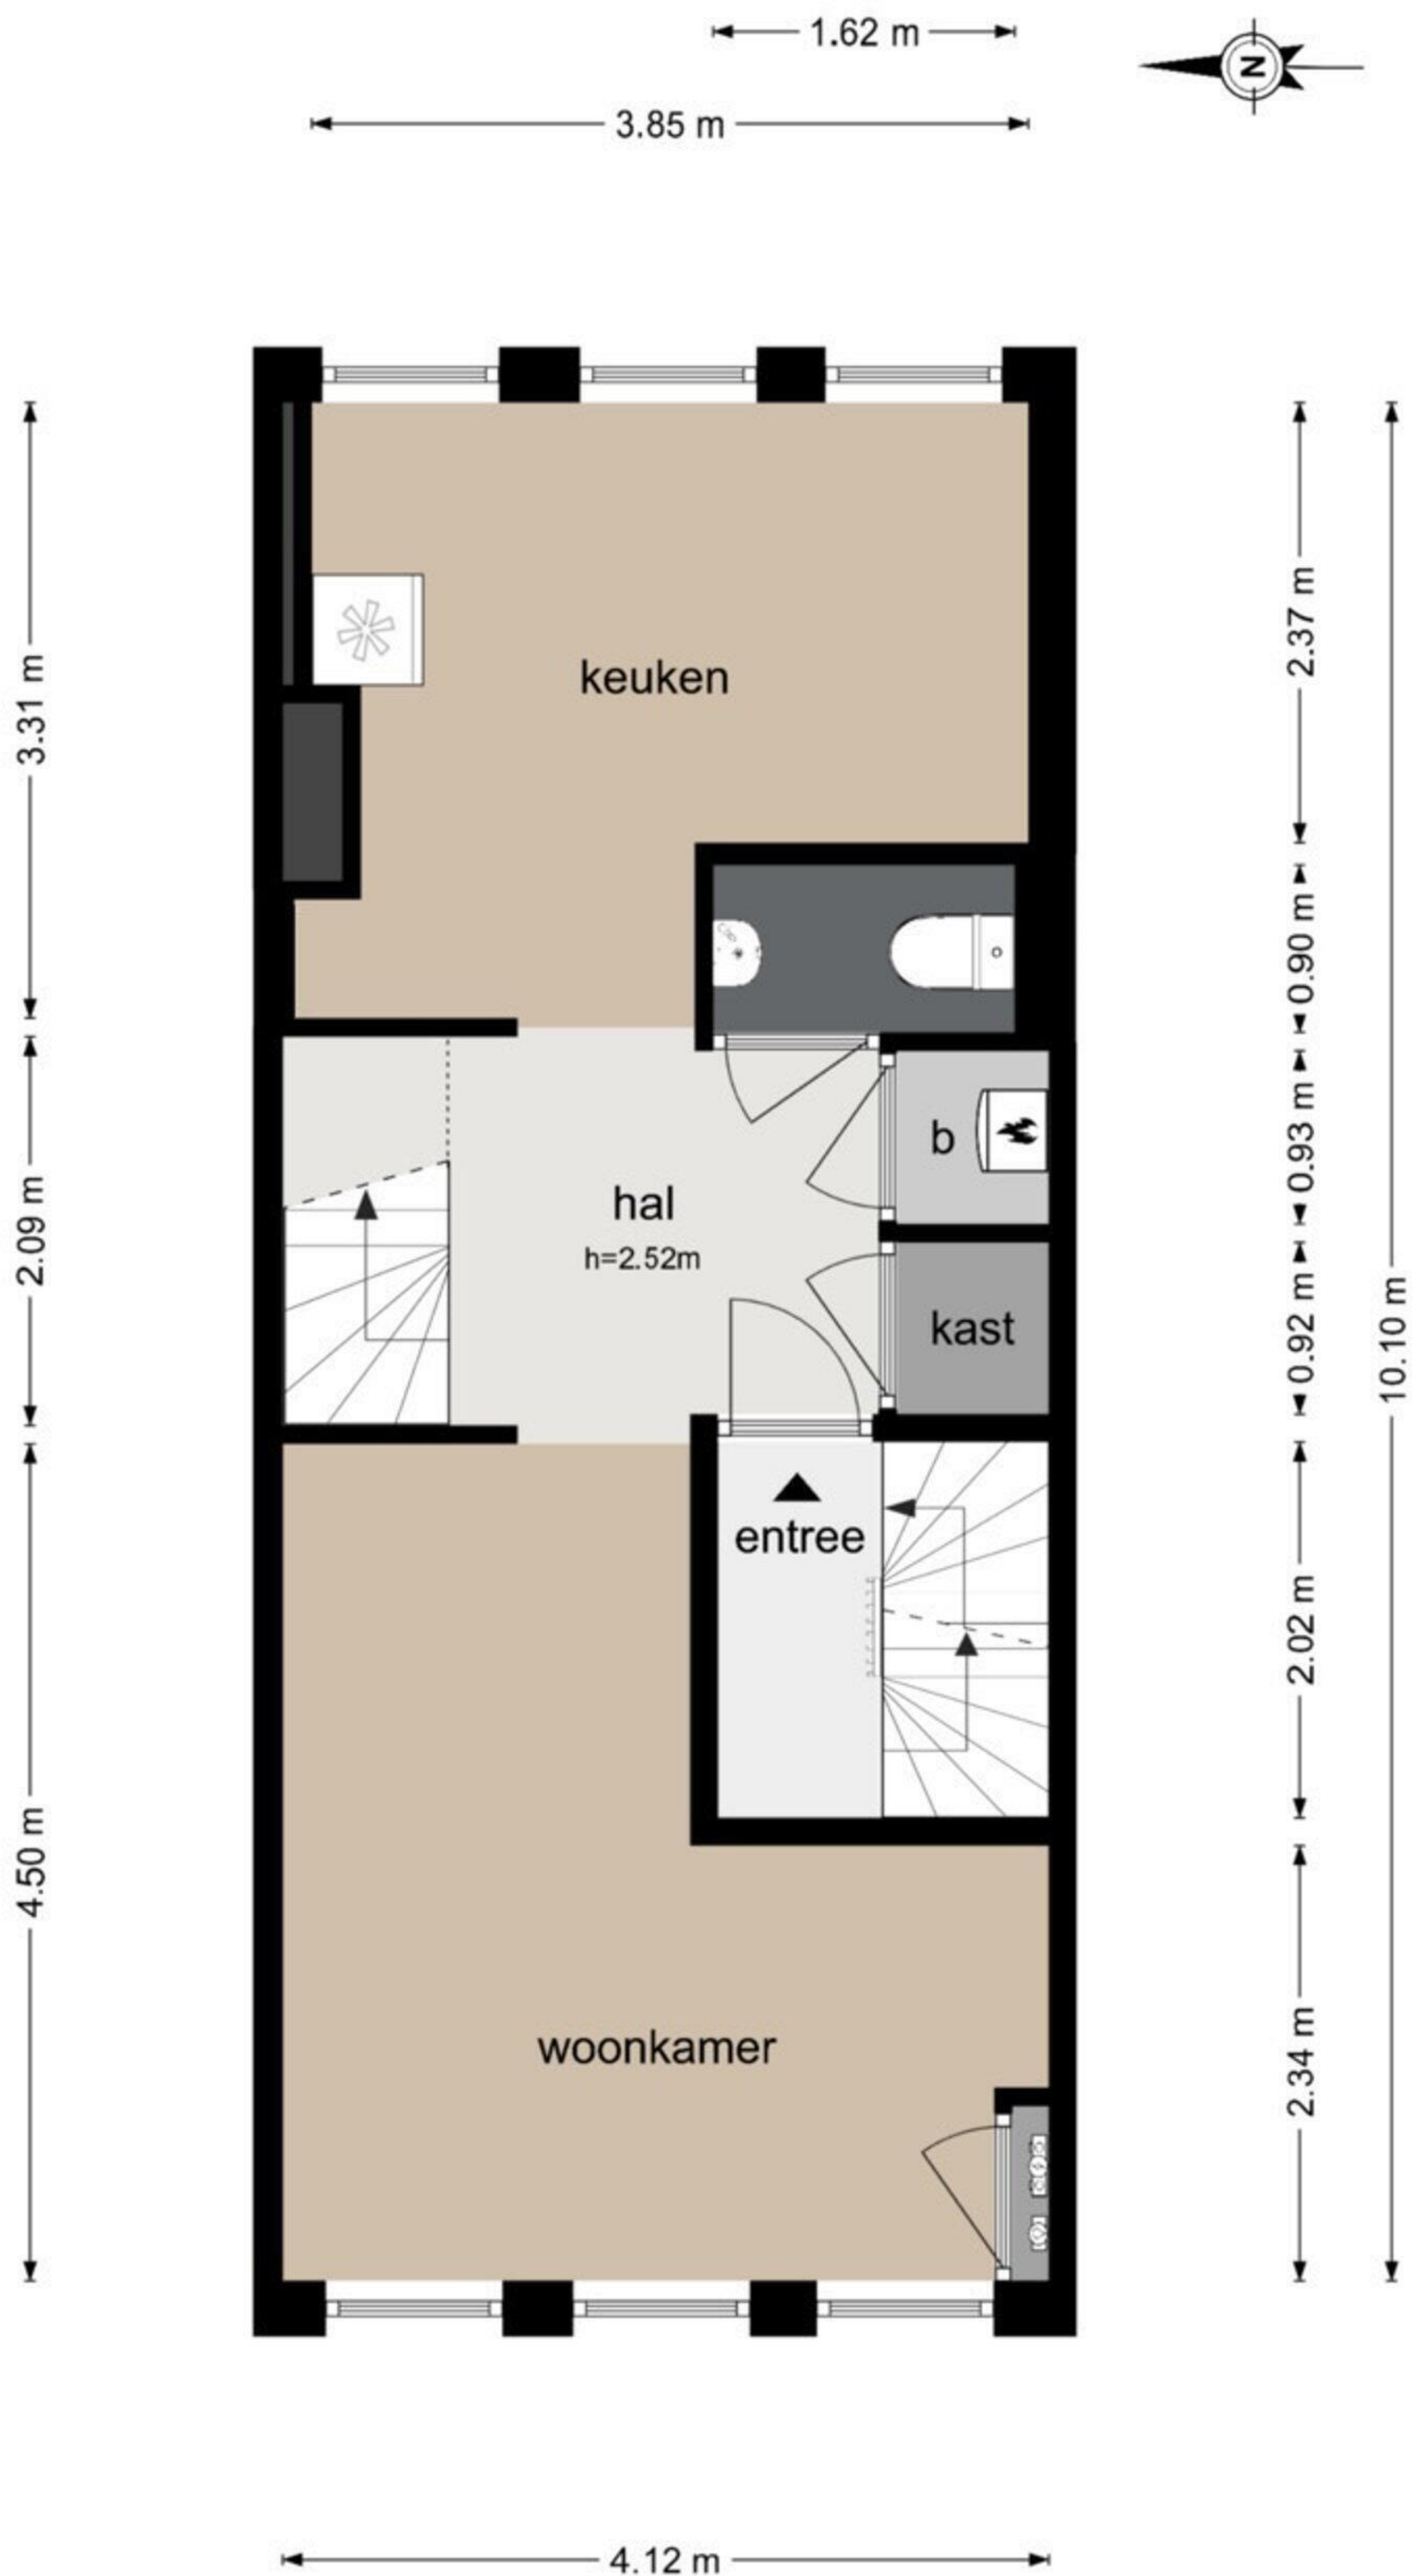 1.62 m
N
3.85 m
3.31 m
2.37 m
keuken
0.90 m
2.09 m
hal
h=2.52m
b
0.93 m
kast
0.92 m
10.10 m
entree
2.02 m
4.50 m
woonkamer
2.34 m
4.12 m